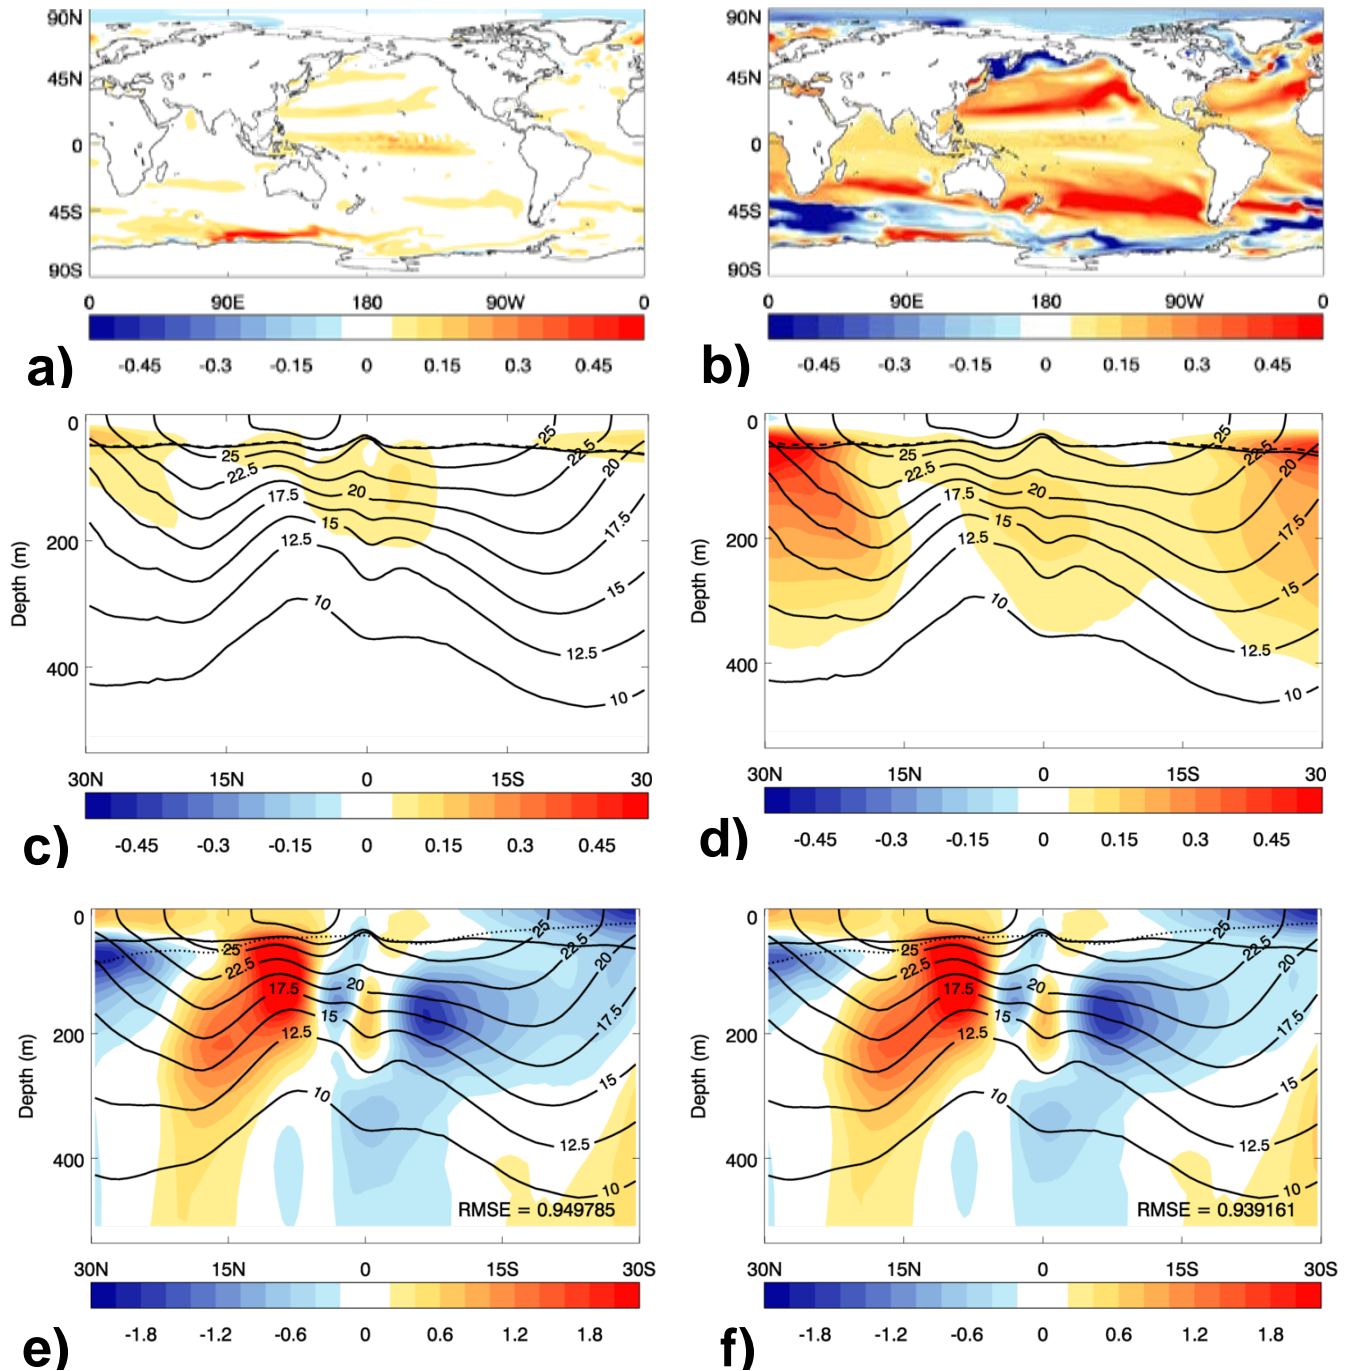 90N
45N
0
45S
90S
0 90E 180 90W 0
-0.45 -0.3 -0.15 0 0.15 0.3 0.45
a)
90N
45N
0
45S
90S
0 90E 180 90W 0
-0.45 -0.3 -0.15 0 0.15 0.3 0.45
b)
0
200
400
Depth (m)
25 22.5 20 17.5 15 12.5 10
25 22.5 20 17.5 15 12.5 10
30N 15N 0 15S 30
-0.45 -0.3 -0.15 0 0.15 0.3 0.45
c)
0
200
400
Depth (m)
25 22.5 20 17.5 15 12.5 10
25 22.5 20 17.5 15 12.5 10
30N 15N 0 15S 30
-0.45 -0.3 -0.15 0 0.15 0.3 0.45
d)
0
200
400
Depth (m)
25 22.5 20 17.5 15 12.5 10
25 22.5 20 17.5 15 12.5 10
RMSE = 0.949785
30N 15N 0 15S 30S
-1.8 -1.2 -0.6 0 0.6 1.2 1.8
e)
0
200
400
Depth (m)
25 22.5 20 17.5 15 12.5 10
25 22.5 20 17.5 15 12.5 10
RMSE = 0.939161
30N 15N 0 15S 30S
-1.8 -1.2 -0.6 0 0.6 1.2 1.8
f)